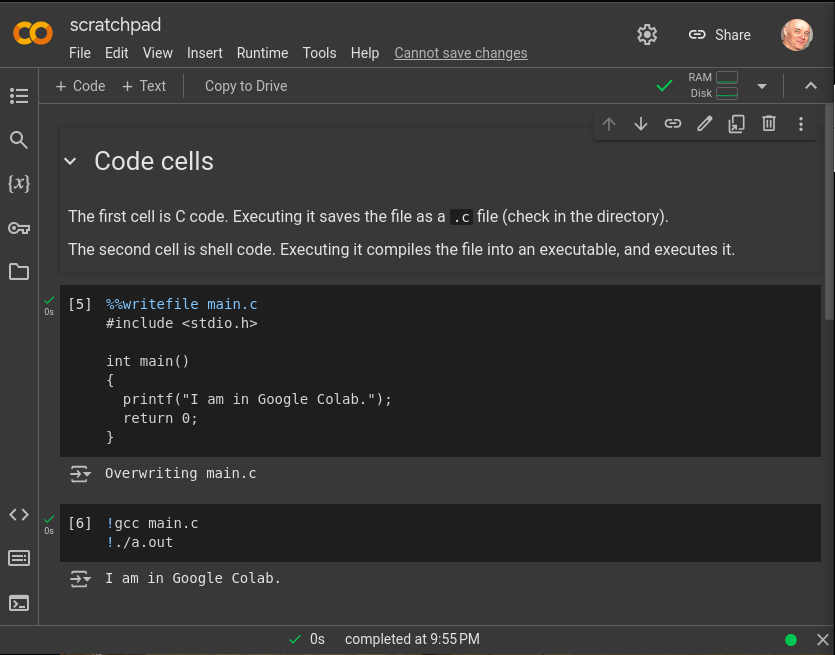 scratchpad
File Edit View Insert Runtime Tools Help Cannot save changes
Share
+ Code + Text Copy to Drive
RAM
Disk
{x}
Code cells
The first cell is C code. Executing it saves the file as a .c file (check in the directory).
The second cell is shell code. Executing it compiles the file into an executable, and executes it.
0s
[5] %%writefile main.c
#include <stdio.h>
int main()
{
printf("I am in Google Colab.");
return 0;
}
Overwriting main.c
0s
[6] !gcc main.c
!./a.out
I am in Google Colab.
0s completed at 9:55 PM